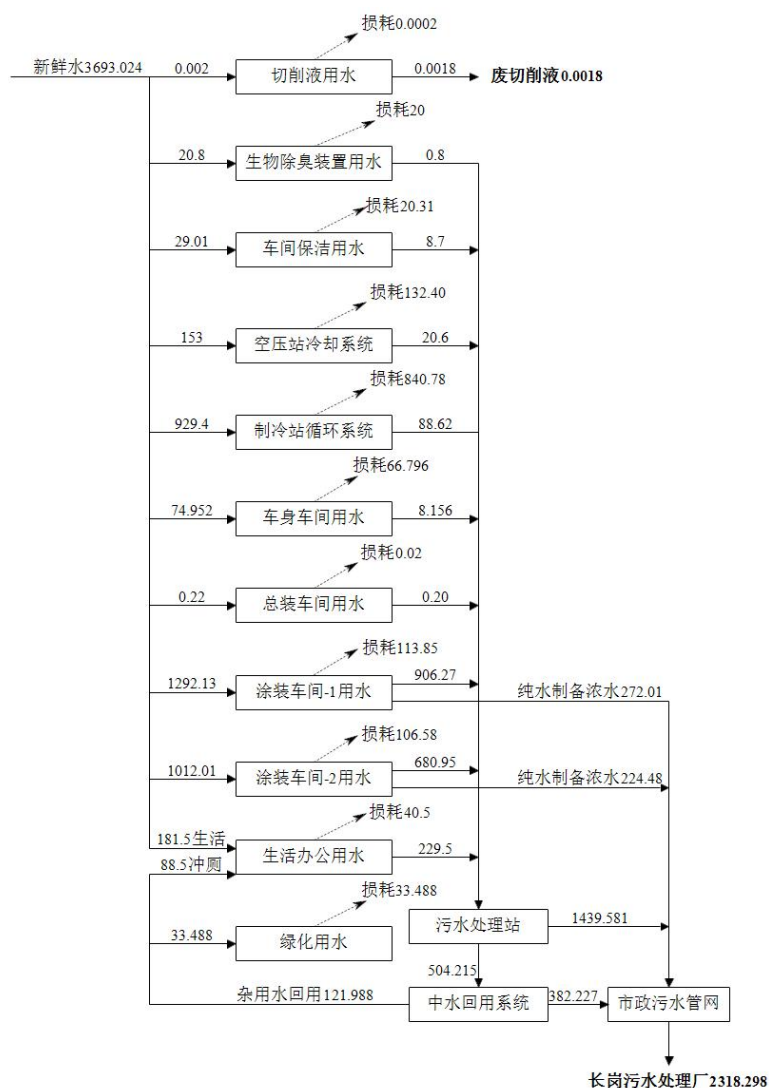 损耗0.0002
新鲜水3693.024
0.002
切削液用水
0.0018
废切削液0.0018
损耗20
20.8
生物除臭装置用水
0.8
损耗20.31
29.01
车间保洁用水
8.7
损耗132.40
153
空压站冷却系统
20.6
损耗840.78
929.4
制冷站循环系统
88.62
损耗66.796
74.952
车身车间用水
8.156
损耗0.02
0.22
总装车间用水
0.20
损耗113.85
1292.13
涂装车间-1用水
906.27
纯水制备浓水272.01
损耗106.58
1012.01
涂装车间-2用水
680.95
纯水制备浓水224.48
损耗40.5
181.5生活
88.5冲厕
生活办公用水
229.5
损耗33.488
33.488
绿化用水
污水处理站
1439.581
504.215
杂用水回用121.988
中水回用系统
382.227
市政污水管网
长岗污水处理厂2318.298